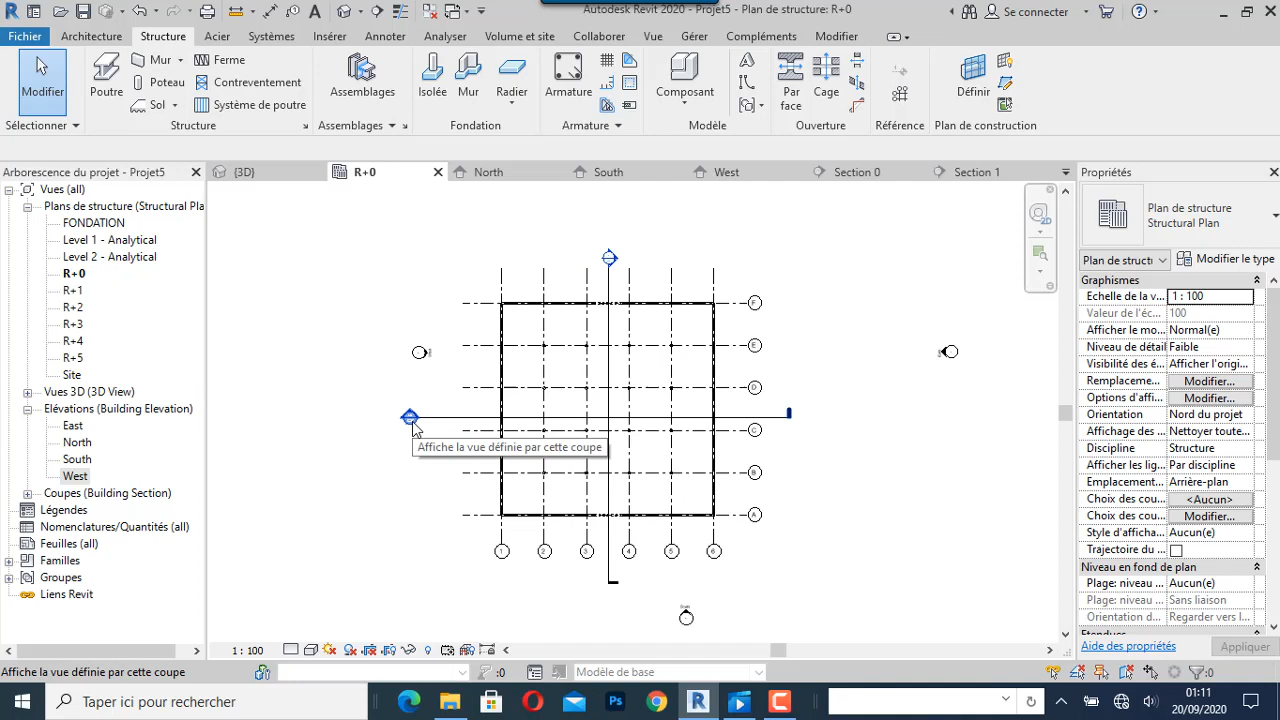 Autodesk Revit 2020 - Projet5 - Plan de structure: R+0
Se connecter
Fichier Architecture Structure Acier Systèmes Insérer Annoter Analyser Volume et site Collaborer Vue Gérer Compléments Modifier
Modifier
Poutre
Mur
Poteau
Sol
Ferme
Contreventement
Système de poutre
Assemblages
Isolée Mur Radier
Armature
Composant
Par face
Cage
Définir
Sélectionner Structure Assemblages Fondation Armature Modèle Ouverture Référence Plan de construction
Arborescence du projet - Projet5
{3D} R+0 North South West Section 0 Section 1
Vues (all)
Plans de structure (Structural Pla
FONDATION
Level 1 - Analytical
Level 2 - Analytical
R+0
R+1
R+2
R+3
R+4
R+5
Site
Vues 3D (3D View)
Elévations (Building Elevation)
East
North
South
West
Coupes (Building Section)
Légendes
Nomenclatures/Quantités (all)
Feuilles (all)
Familles
Groupes
Liens Revit
2D
F
E
D
C
B
A
1 2 3 4 5 6
Affiche la vue définie par cette coupe
Propriétés
Plan de structure
Structural Plan
Plan de structı Modifier le type
Graphismes
Echelle de la v... 1 : 100
Valeur de l'éc... 100
Afficher le mo... Normal(e)
Niveau de détail Faible
Visibilité des é... Afficher l'origi...
Remplaceme... Modifier...
Options d'affi... Modifier...
Orientation Nord du projet
Affichage des ... Nettoyer toute...
Discipline Structure
Afficher les lig... Par discipline
Emplacement... Arrière-plan
Choix des cou... <Aucun>
Choix des cou... Modifier...
Style d'afficha... Aucun(e)
Trajectoire du ...
Niveau en fond de plan
Plage: niveau ... Aucun(e)
Plage: niveau ... Sans liaison
Orientation d... Regarder vers l...
Etendues
Aide des propriétés Appliquer
1 : 100
Affiche la vue définie par cette coupe
:0
Modèle de base
:0
Taper ici pour rechercher
Ps
01:11
20/09/2020